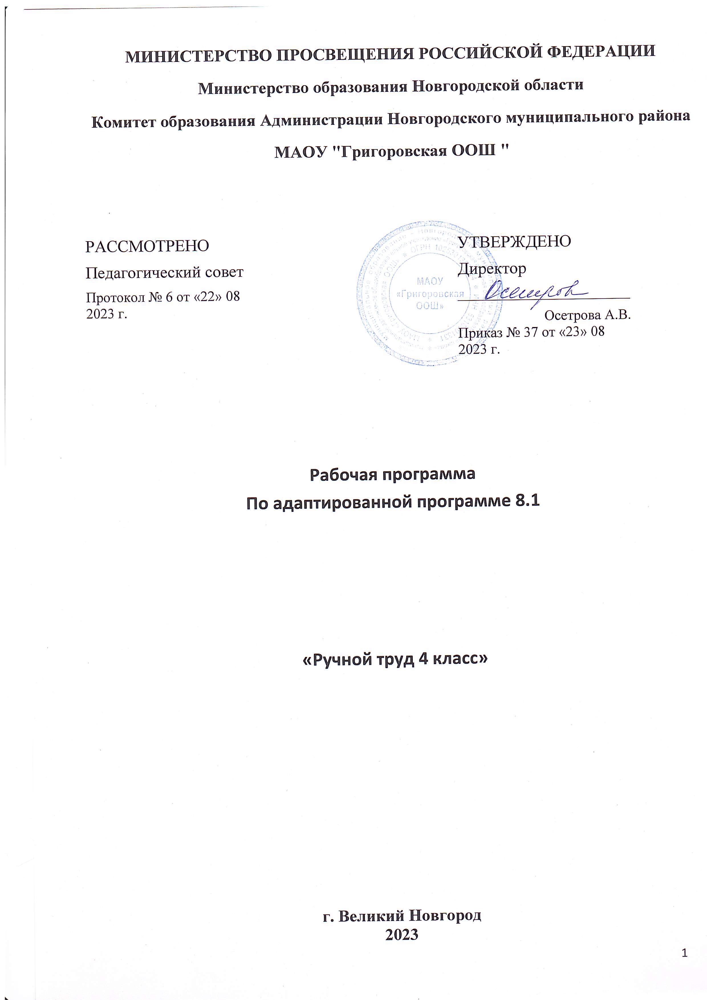 МИНИСТЕРСТВО ПРОСВЕЩЕНИЯ РОССИЙСКОЙ ФЕДЕРАЦИИ
Министерство образования Новгородской области
Комитет образования Администрации Новгородского муниципального района
МАОУ "Григоровская ООШ "
РАССМОТРЕНО
Педагогический совет
Протокол № 6 от «22» 08
2023 г.
МАОУ
«Григоровская
ООШ»
УТВЕРЖДЕНО
Директор
Осетрова А.В.
Приказ № 37 от «23» 08
2023 г.
Рабочая программа
По адаптированной программе 8.1
«Ручной труд 4 класс»
г. Великий Новгород
2023
1